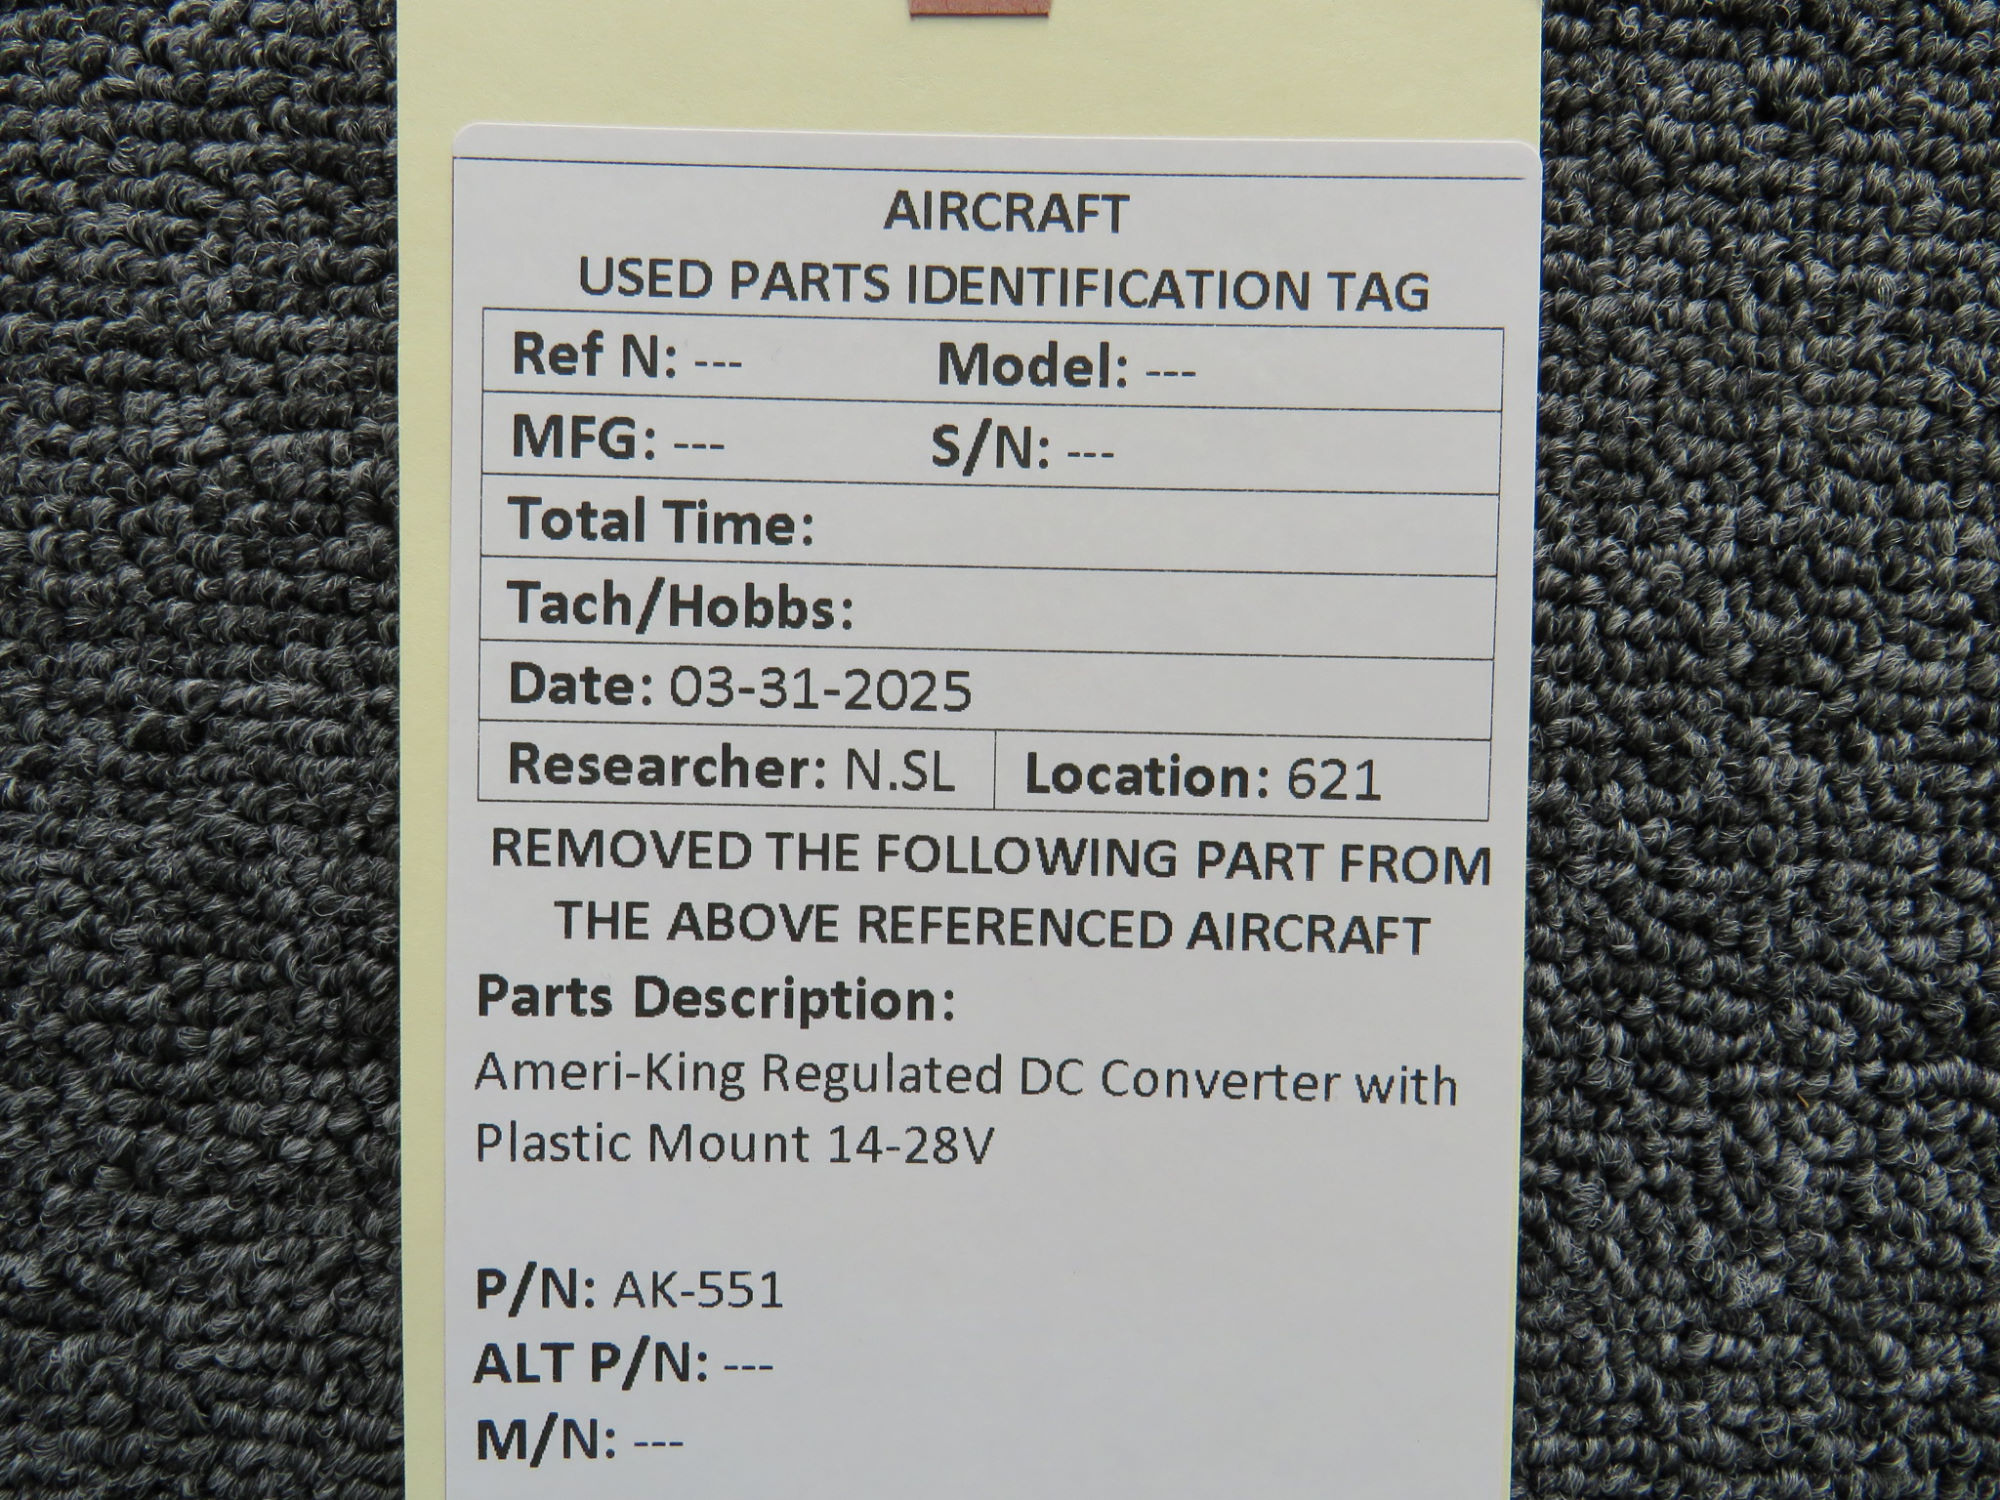 AIRCRAFT
USED PARTS IDENTIFICATION TAG
Ref N: --- Model: ---
MFG: --- S/N: ---
Total Time:
Tach/Hobbs:
Date: 03-31-2025
Researcher: N.SL Location: 621
REMOVED THE FOLLOWING PART FROM
THE ABOVE REFERENCED AIRCRAFT
Parts Description:
Ameri-King Regulated DC Converter with
Plastic Mount 14-28V
P/N: AK-551
ALT P/N: ---
M/N: ---